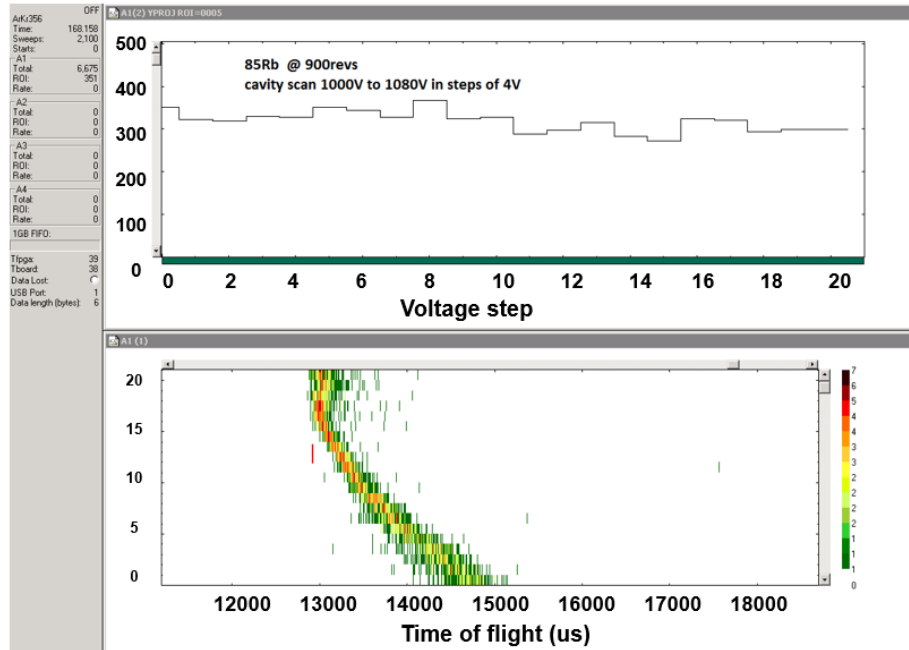 OFF
ArKr356
Time: 168.158
Sweeps: 2,100
Starts: 0
A1
Total: 6,675
ROI: 351
Rate: 0
A2
Total: 0
ROI: 0
Rate: 0
A3
Total: 0
ROI: 0
Rate: 0
A4
Total: 0
ROI: 0
Rate: 0
1GB FIFO:
Tfpga: 39
Tboard: 38
Data Lost:
USB Port: 1
Data length (bytes): 6
A1(2) YPROJ ROI=0005
500
400
300
200
100
0
85Rb @ 900revs
cavity scan 1000V to 1080V in steps of 4V
0 2 4 6 8 10 12 14 16 18 20
Voltage step
A1 (1)
20
15
10
5
0
7
6
5
5
4
3
2
2
1
1
0
12000 13000 14000 15000 16000 17000 18000
Time of flight (us)